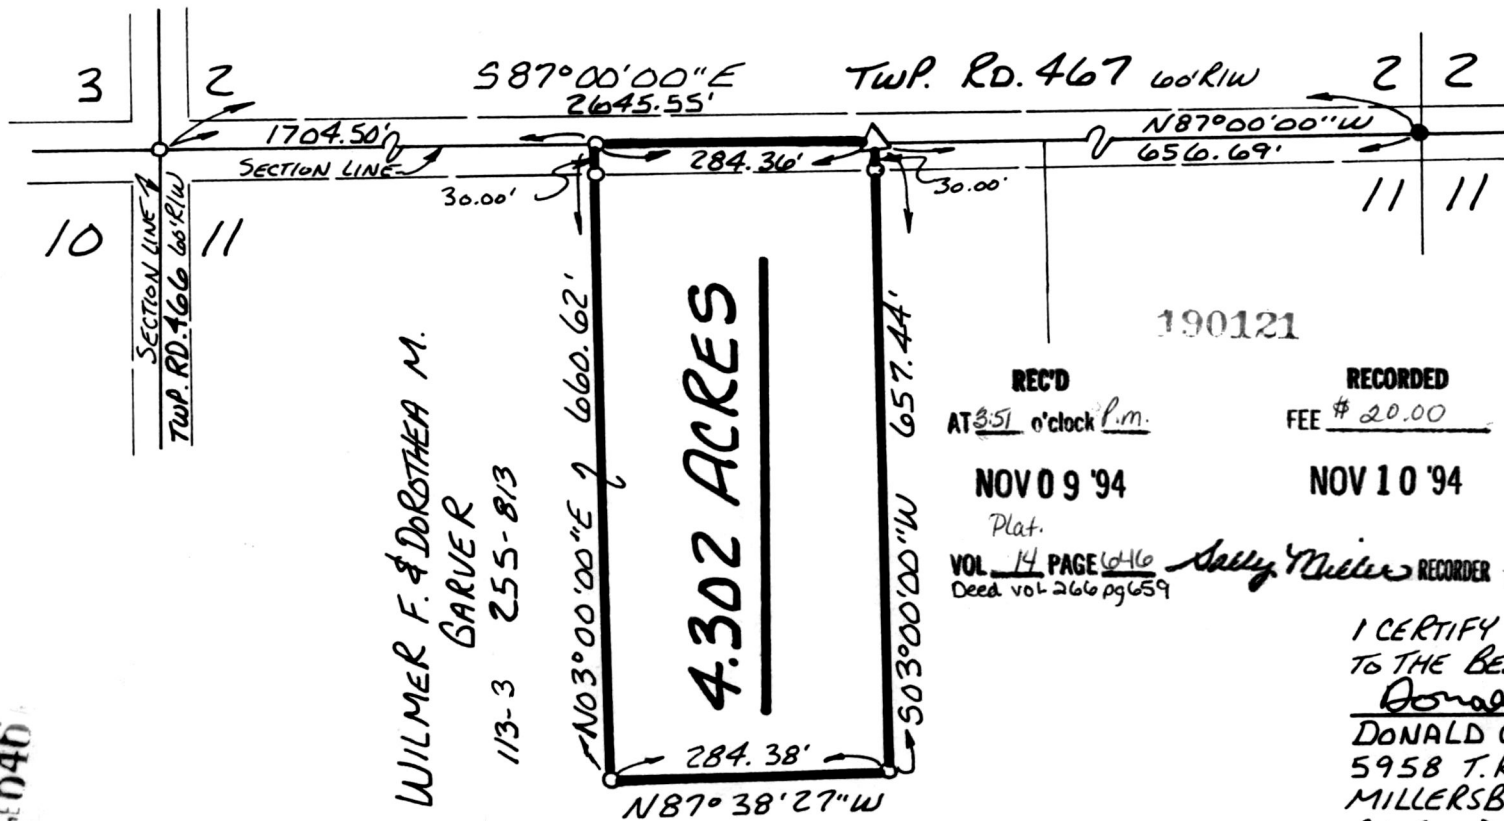 3 2
S87°00'00"E
2645.55'
TWP. RD. 467 60'R/W
2 2
1704.50'
SECTION LINE
284.36'
N87°00'00"W
656.69'
30.00'
30.00'
10 11
11 11
SECTION LINE
TWP. RD. 466 60'R/W
WILMER F. & DOROTHEA M.
GARVER
113-3 255-813
N03°00'00"E 660.62'
4.302 ACRES
S03°00'00"W 657.44'
284.38'
N87°38'27"W
190121
REC'D
AT 3:51 o'clock P.m.
NOV 09 '94
RECORDED
FEE $ 20.00
NOV 10 '94
Plat.
VOL 14 PAGE 646 Sally Miller RECORDER
Deed vol 266 pg 659
I CERTIFY
TO THE BE
Donal
DONALD
5958 T.R
MILLERSB